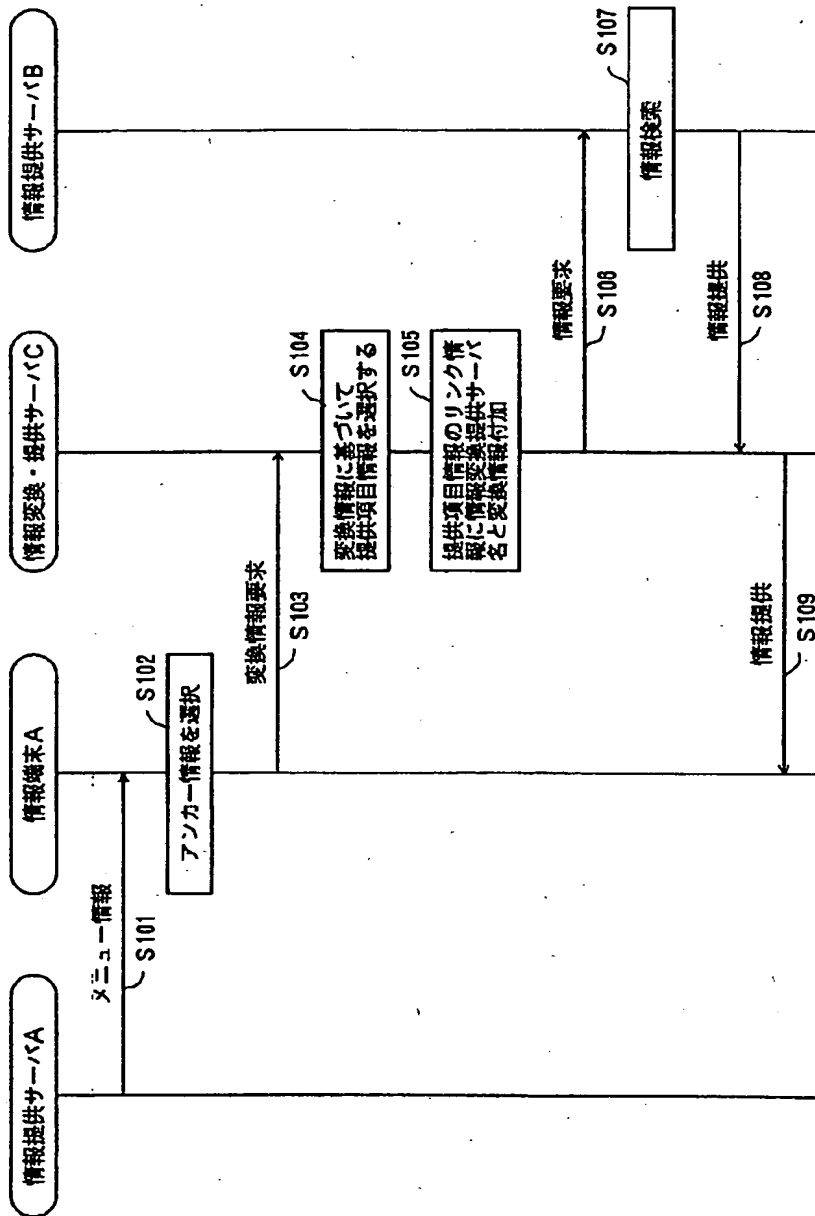 情報提供サーバA
情報端末A
情報変換・提供サーバC
情報提供サーバB
メニュー情報
S101
S102
アンカー情報を選択
変換情報要求
S103
S104
変換情報に基づいて
提供項目情報を選択する
S105
提供項目情報のリンク情
報に情報変換提供サーバ
名と変換情報付加
情報要求
S106
S107
情報検索
情報提供
S108
情報提供
S109